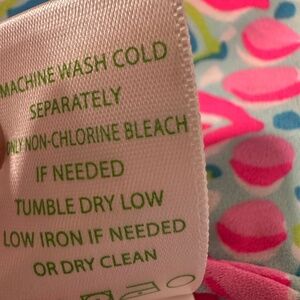 MACHINE WASH COLD
SEPARATELY
ONLY NON-CHLORINE BLEACH
IF NEEDED
TUMBLE DRY LOW
LOW IRON IF NEEDED
OR DRY CLEAN